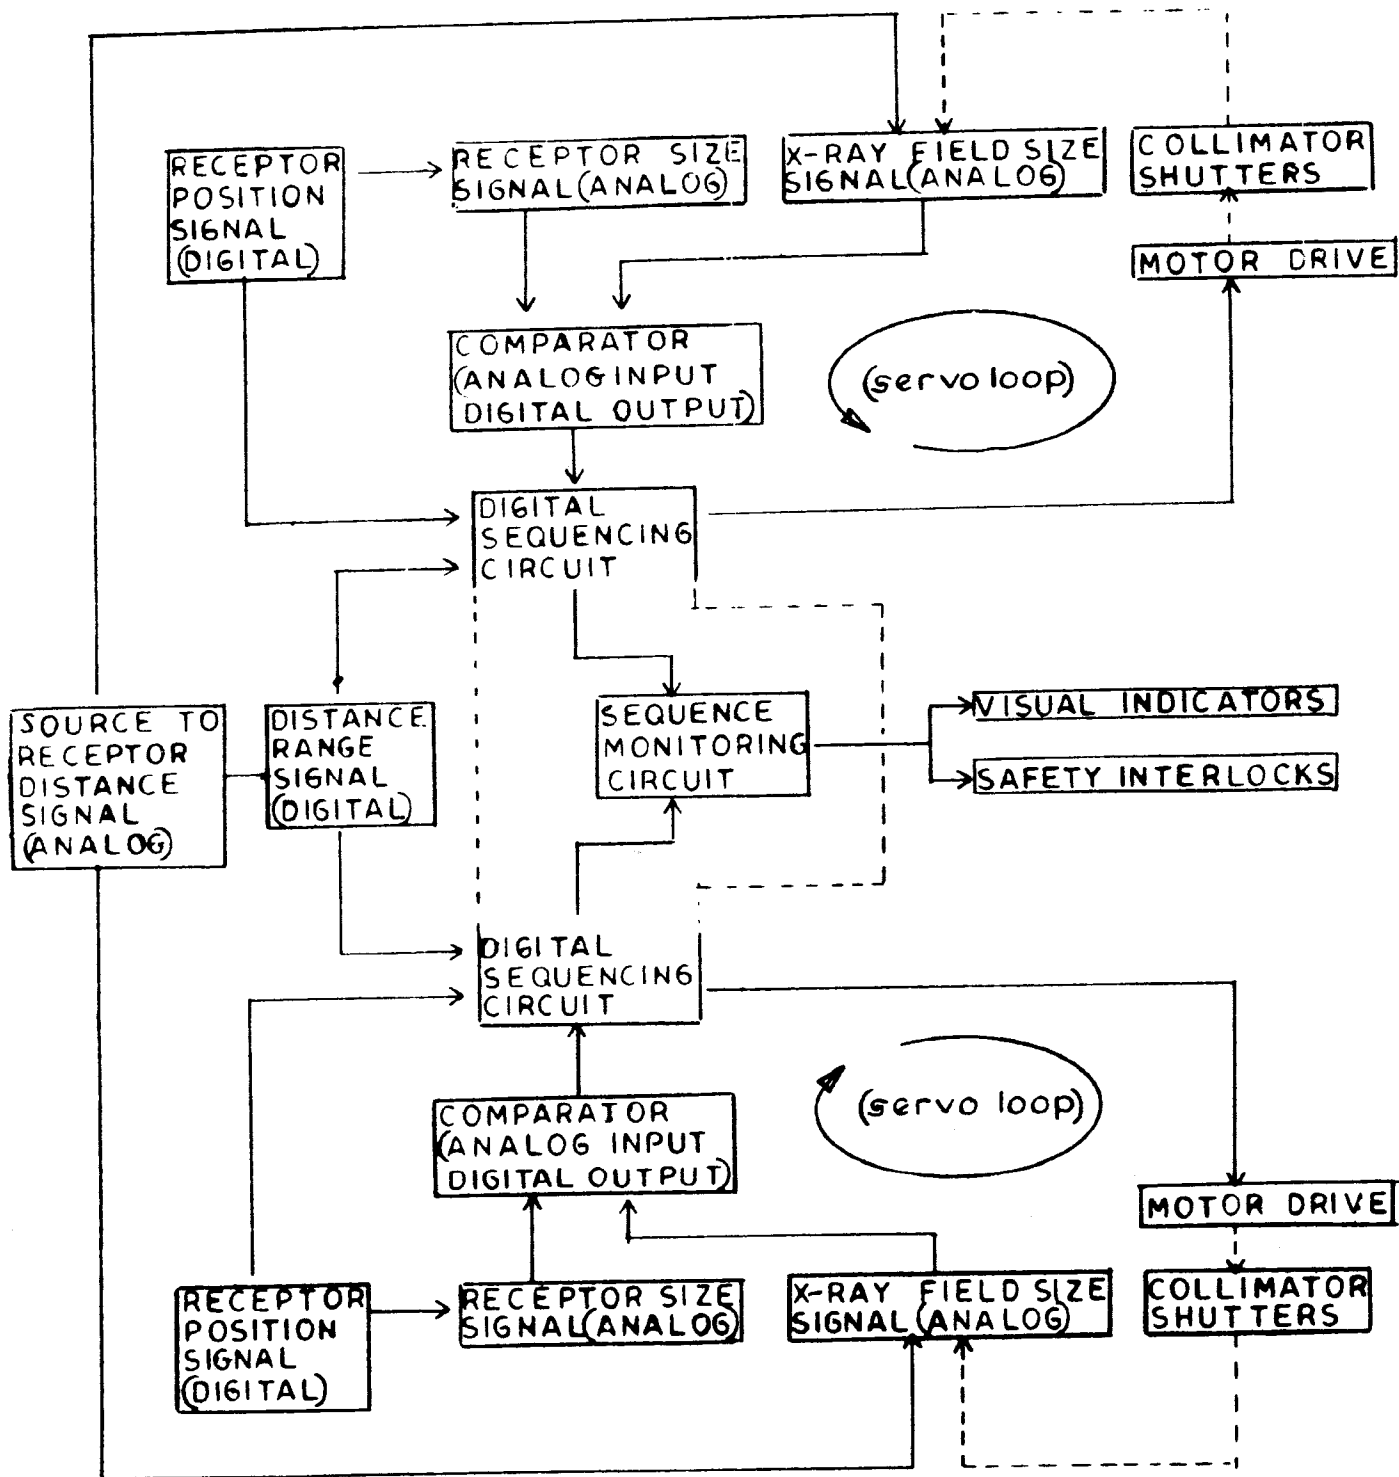 RECEPTOR
POSITION
SIGNAL
(DIGITAL)
RECEPTOR SIZE
SIGNAL(ANALOG)
X-RAY FIELD SIZE
SIGNAL(ANALOG)
COLLIMATOR
SHUTTERS
MOTOR DRIVE
COMPARATOR
(ANALOG INPUT
DIGITAL OUTPUT)
(servo loop)
DIGITAL
SEQUENCING
CIRCUIT
SOURCE TO
RECEPTOR
DISTANCE
SIGNAL
(ANALOG)
DISTANCE
RANGE
SIGNAL
(DIGITAL)
SEQUENCE
MONITORING
CIRCUIT
VISUAL INDICATORS
SAFETY INTERLOCKS
DIGITAL
SEQUENCING
CIRCUIT
COMPARATOR
(ANALOG INPUT
DIGITAL OUTPUT)
(servo loop)
MOTOR DRIVE
RECEPTOR
POSITION
SIGNAL
(DIGITAL)
RECEPTOR SIZE
SIGNAL(ANALOG)
X-RAY FIELD SIZE
SIGNAL(ANALOG)
COLLIMATOR
SHUTTERS